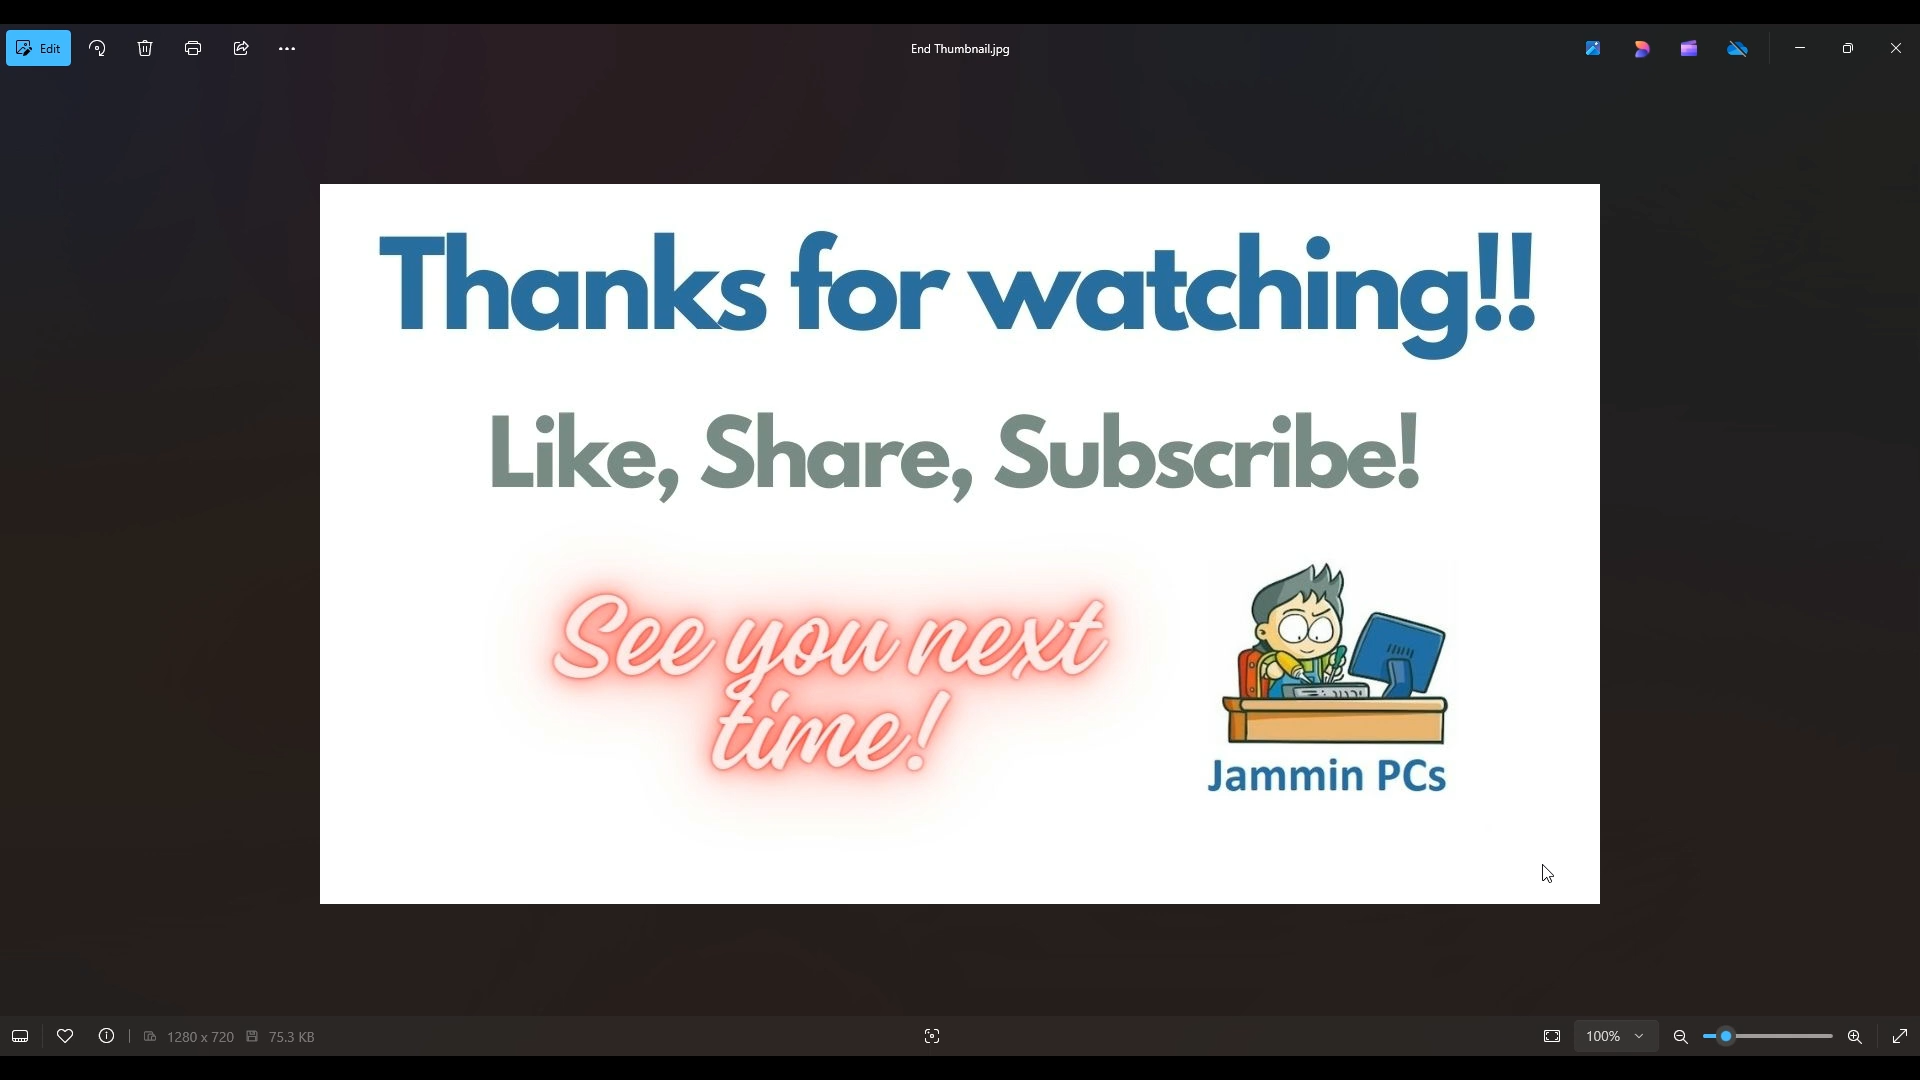 Edit
End Thumbnail.jpg
Thanks for watching!!
Like, Share, Subscribe!
See you next
time!
Jammin PCs
1280 x 720
75.3 KB
100%